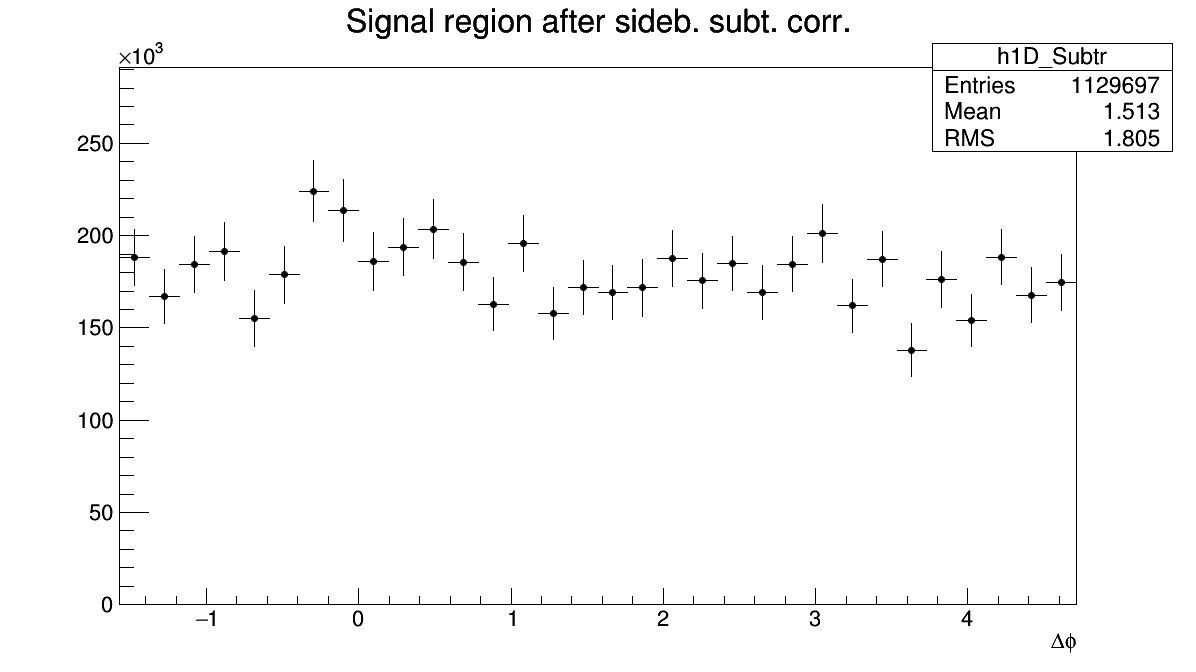 Signal region after sideb. subt. corr.
×10³
h1D_Subtr
Entries 1129697
Mean 1.513
RMS 1.805
250
200
150
100
50
0
−1 0 1 2 3 4
Δϕ